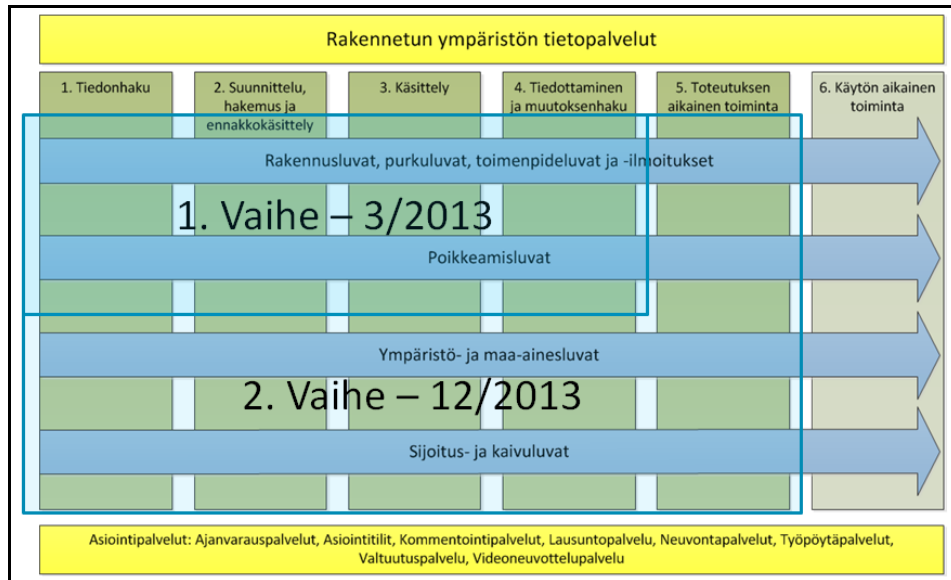 Rakennetun ympäristön tietopalvelut
1. Tiedonhaku
2. Suunnittelu,
hakemus ja
ennakkokäsittely
3. Käsittely
4. Tiedottaminen
ja muutoksenhaku
5. Toteutuksen
aikainen toiminta
6. Käytön aikainen
toiminta
Rakennusluvat, purkuluvat, toimenpideluvat ja -ilmoitukset
1. Vaihe – 3/2013
Poikkeamisluvat
Ympäristö- ja maa-ainesluvat
2. Vaihe – 12/2013
Sijoitus- ja kaivuluvat
Asiointipalvelut: Ajanvarauspalvelut, Asiointitilit, Kommentointipalvelut, Lausuntopalvelu, Neuvontapalvelut, Työpöytäpalvelut,
Valtuutuspalvelu, Videoneuvottelupalvelu